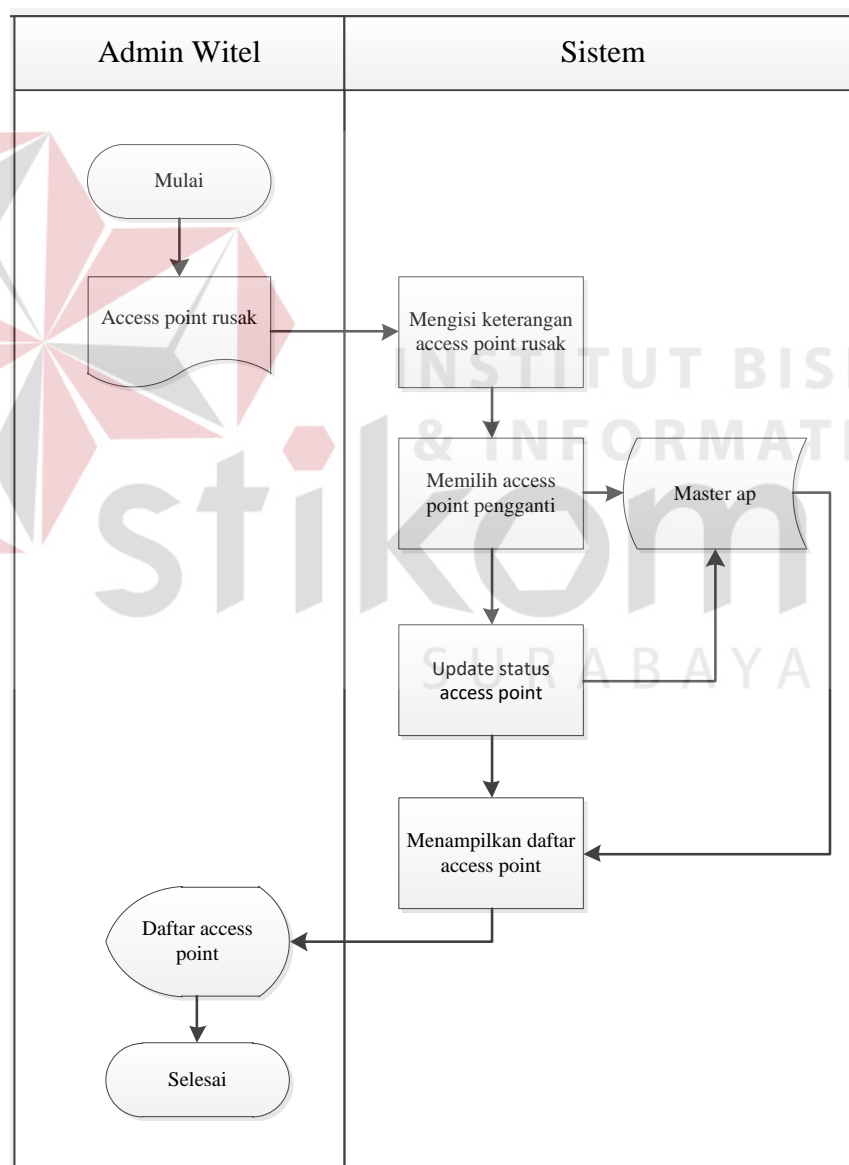 Admin Witel
Sistem
Mulai
Access point rusak
Mengisi keterangan
access point rusak
INSTITUT BIS
& INFORMATI
stikom
SURABAYA
Memilih access
point pengganti
Master ap
Update status
access point
Menampilkan daftar
access point
Daftar access
point
Selesai